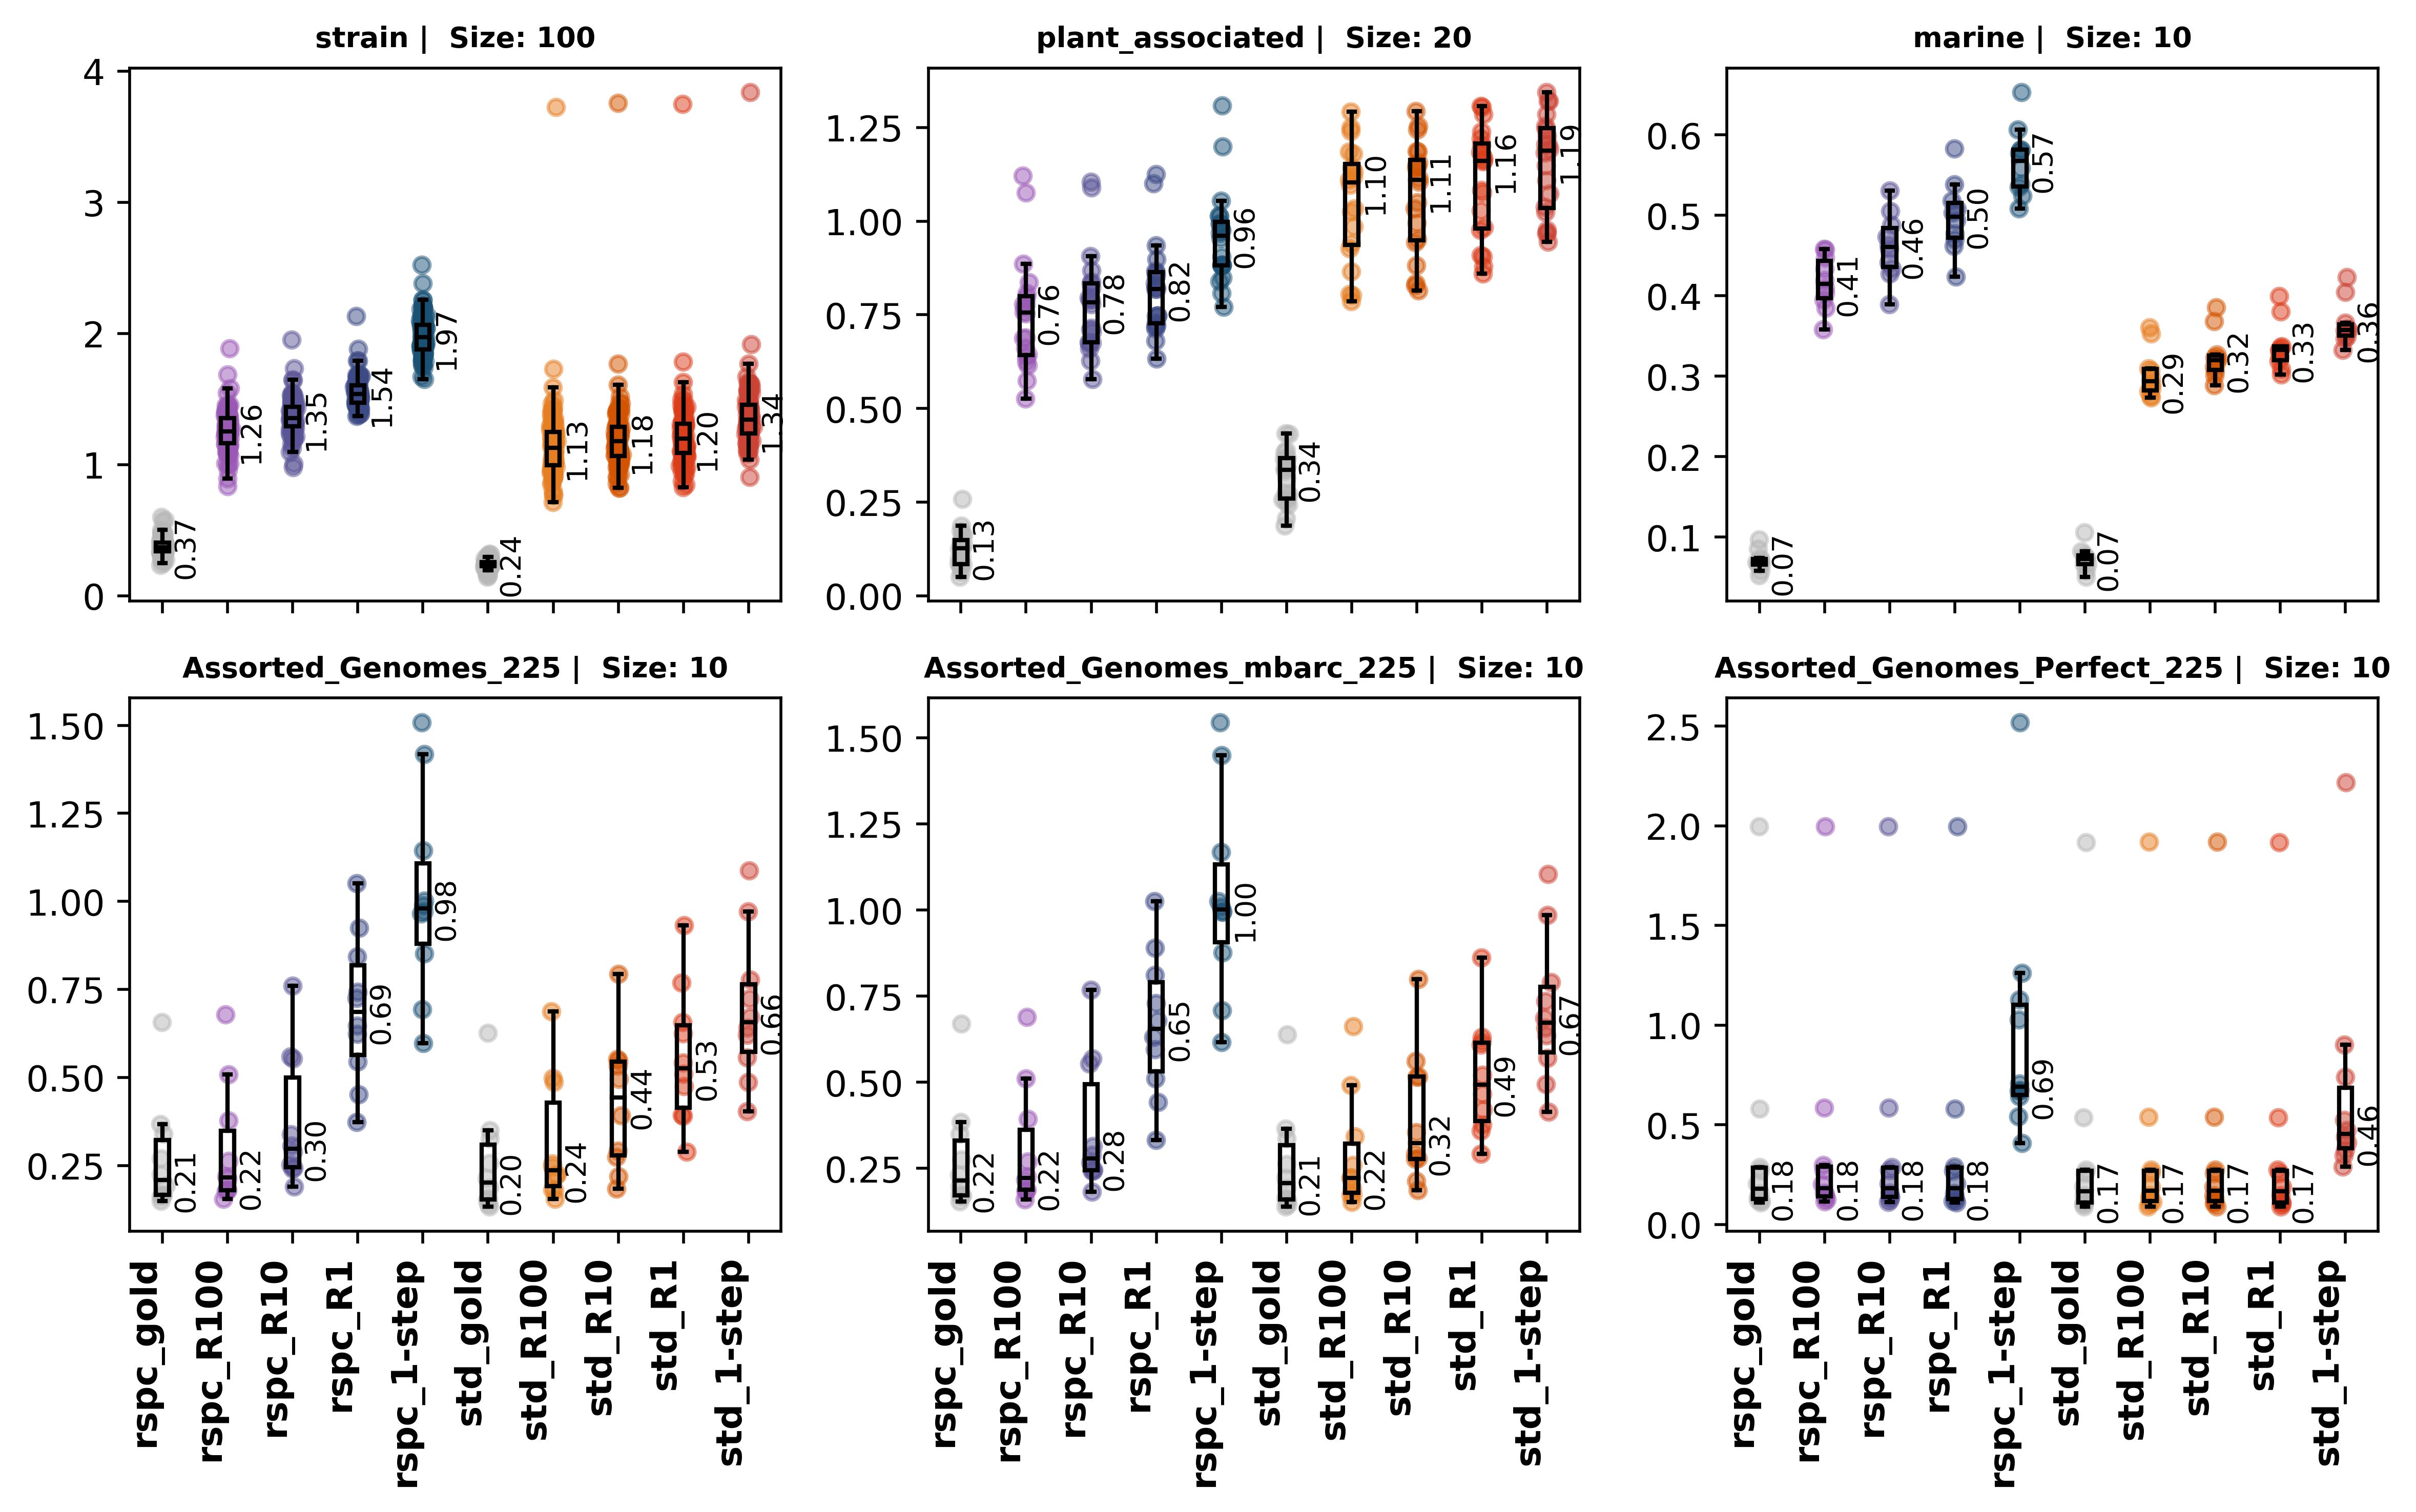 strain |  Size: 100
4
3
2
1
0
0.37
1.26
1.35
1.54
1.97
0.24
1.13
1.18
1.20
1.34
plant_associated |  Size: 20
1.25
1.00
0.75
0.50
0.25
0.00
0.13
0.76
0.78
0.82
0.96
0.34
1.10
1.11
1.16
1.19
marine |  Size: 10
0.6
0.5
0.4
0.3
0.2
0.1
0.07
0.41
0.46
0.50
0.57
0.07
0.29
0.32
0.33
0.36
Assorted_Genomes_225 |  Size: 10
1.50
1.25
1.00
0.75
0.50
0.25
0.21
0.22
0.30
0.69
0.98
0.20
0.24
0.44
0.53
0.66
rspc_gold
rspc_R100
rspc_R10
rspc_R1
rspc_1-step
std_gold
std_R100
std_R10
std_R1
std_1-step
Assorted_Genomes_mbarc_225 |  Size: 10
1.50
1.25
1.00
0.75
0.50
0.25
0.22
0.22
0.28
0.65
1.00
0.21
0.22
0.32
0.49
0.67
rspc_gold
rspc_R100
rspc_R10
rspc_R1
rspc_1-step
std_gold
std_R100
std_R10
std_R1
std_1-step
Assorted_Genomes_Perfect_225 |  Size: 10
2.5
2.0
1.5
1.0
0.5
0.0
0.18
0.18
0.18
0.18
0.69
0.17
0.17
0.17
0.17
0.46
rspc_gold
rspc_R100
rspc_R10
rspc_R1
rspc_1-step
std_gold
std_R100
std_R10
std_R1
std_1-step